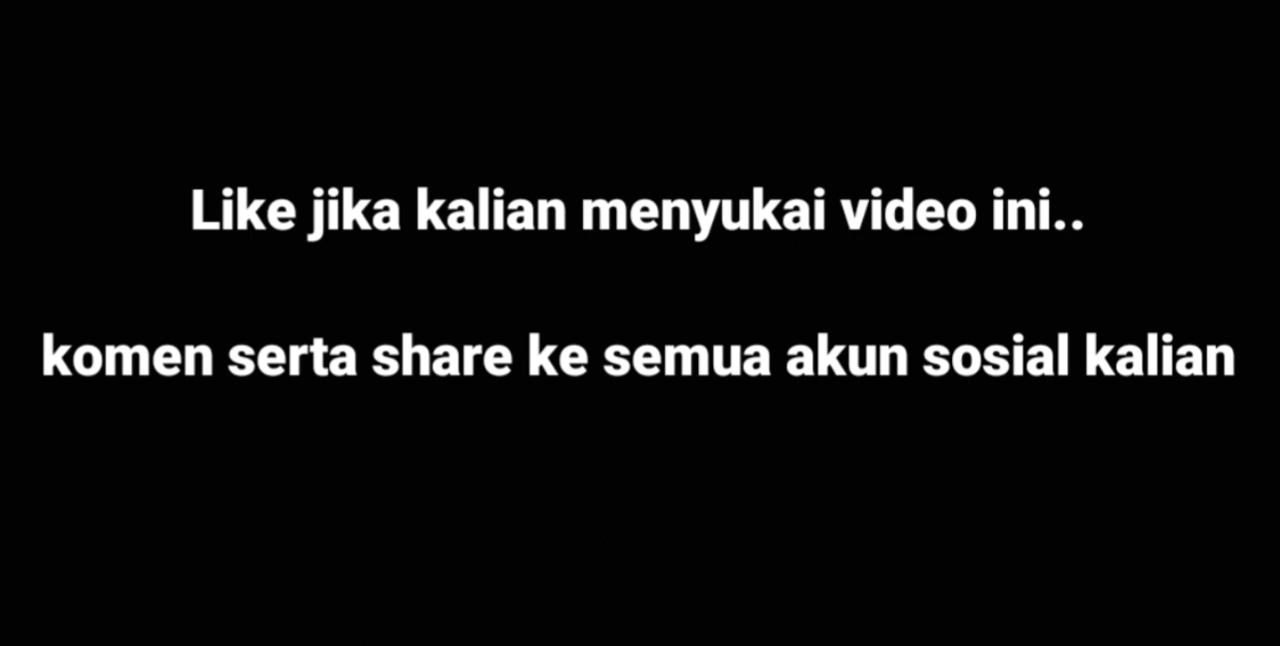 Like jika kalian menyukai video ini..
komen serta share ke semua akun sosial kalian